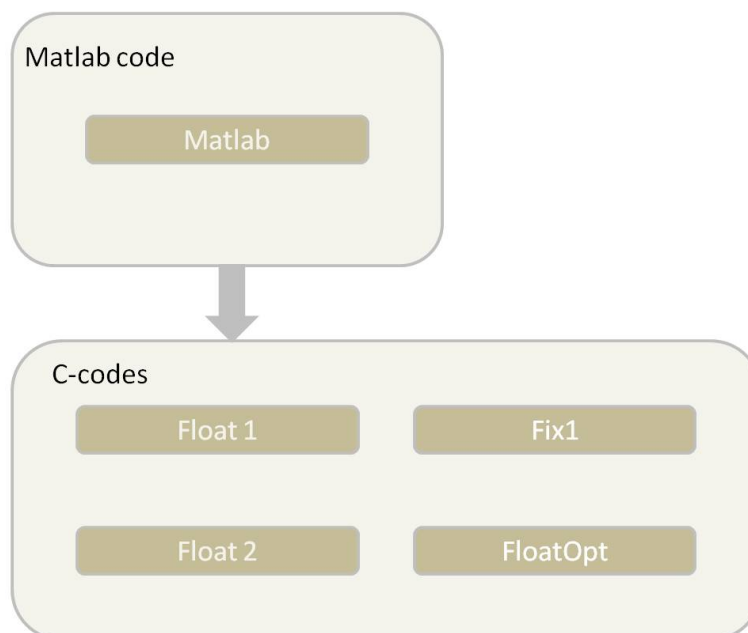 Matlab code
Matlab
C-codes
Float 1
Fix1
Float 2
FloatOpt